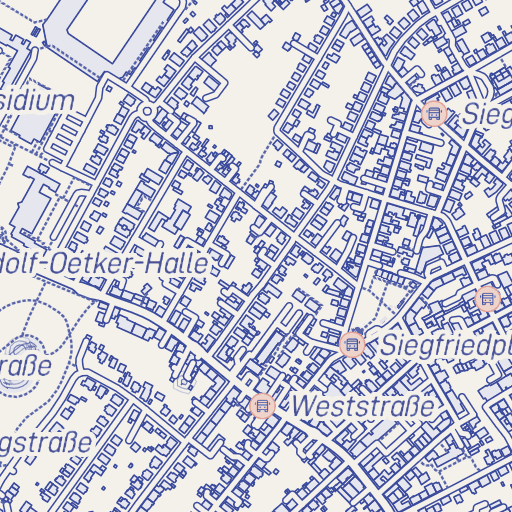 sidium
Sieg
dolf-Oetker-Halle
Siegfriedpl
raße
Weststraße
gstraße